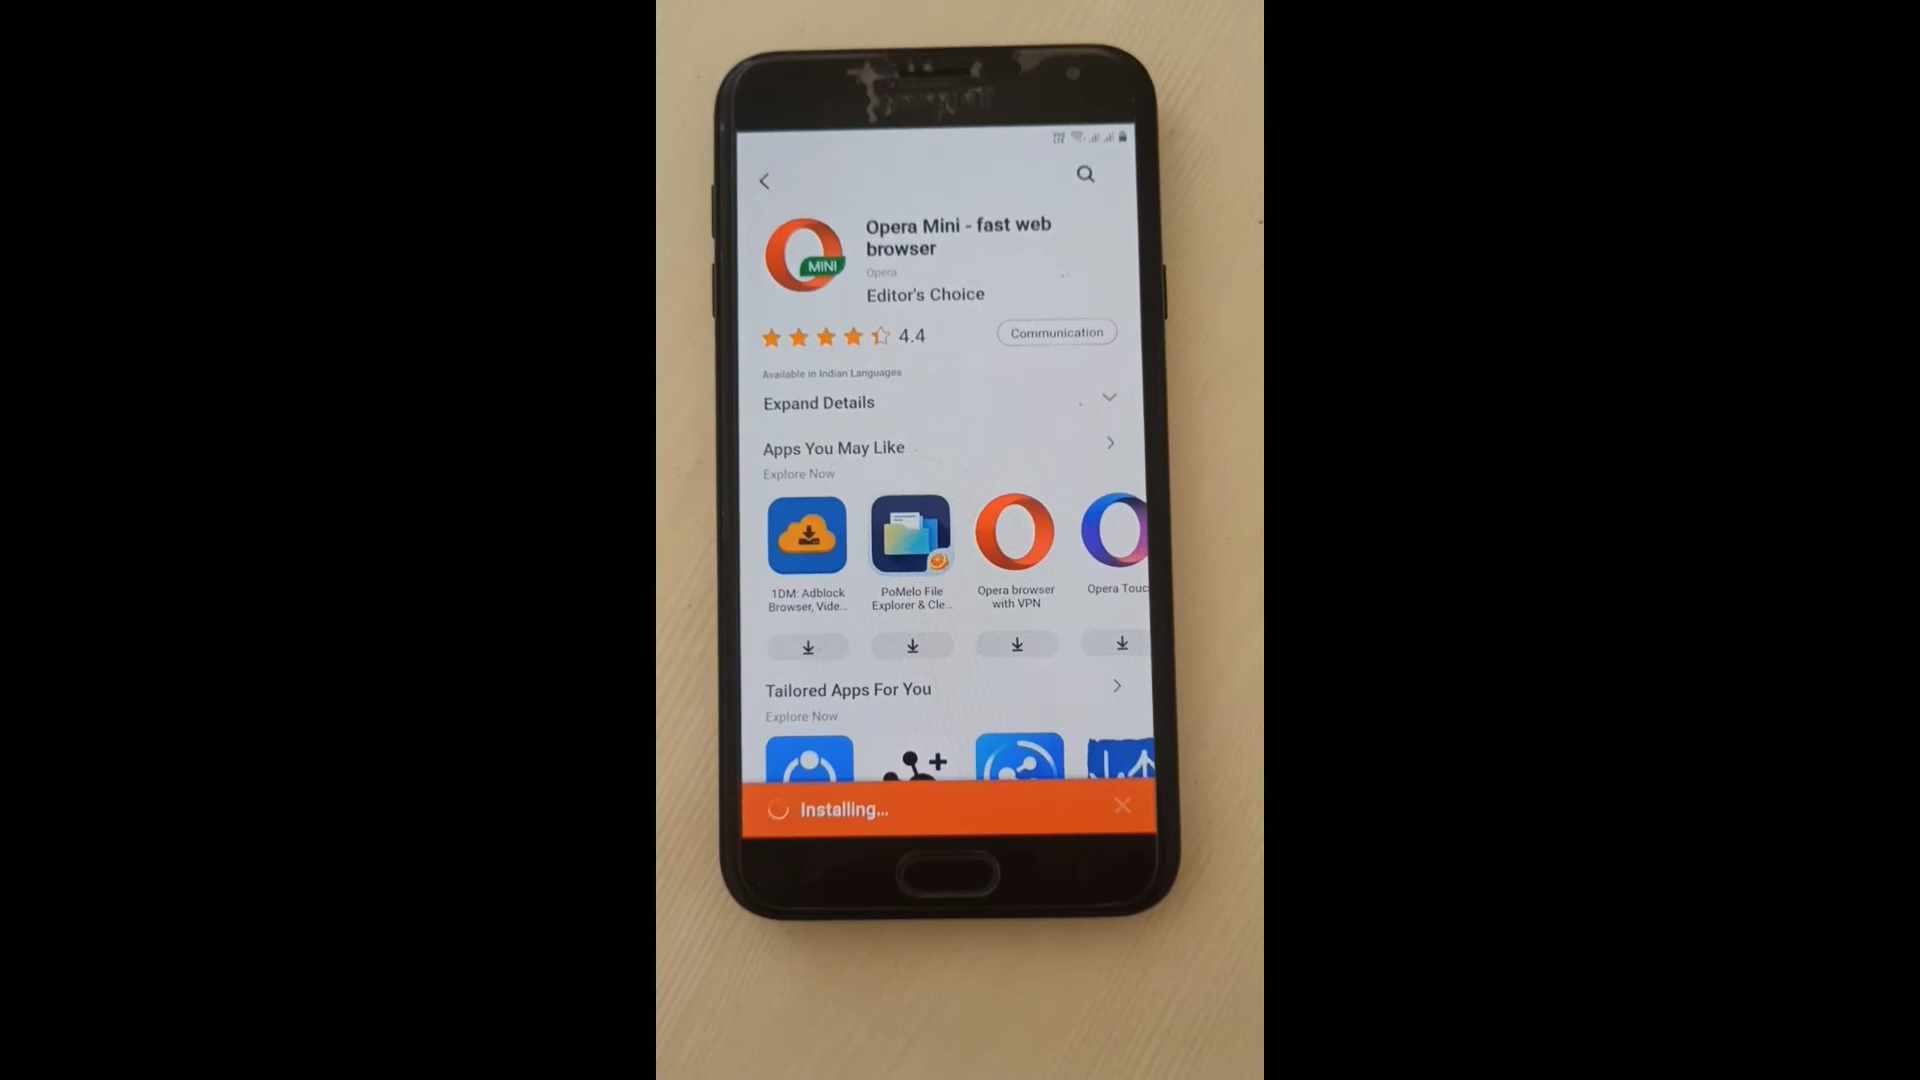 Opera Mini - fast web
browser
MINI
Opera
Editor's Choice
4.4
Communication
Available in Indian Languages
Expand Details
Apps You May Like
Explore Now
1DM: Adblock
Browser, Vide...
PoMelo File
Explorer & Cle...
Opera browser
with VPN
Opera Touc
Tailored Apps For You
Explore Now
Installing...